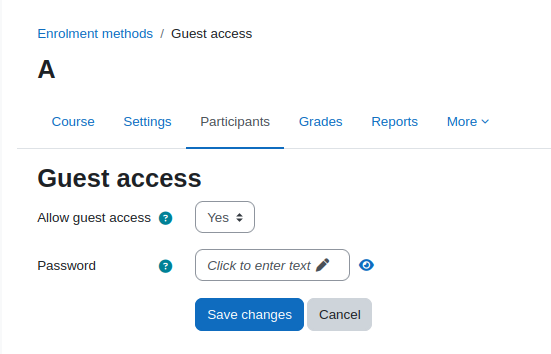 Enrolment methods / Guest access
A
Course Settings Participants Grades Reports More
Guest access
Allow guest access ? Yes
Password ? Click to enter text
Save changes Cancel